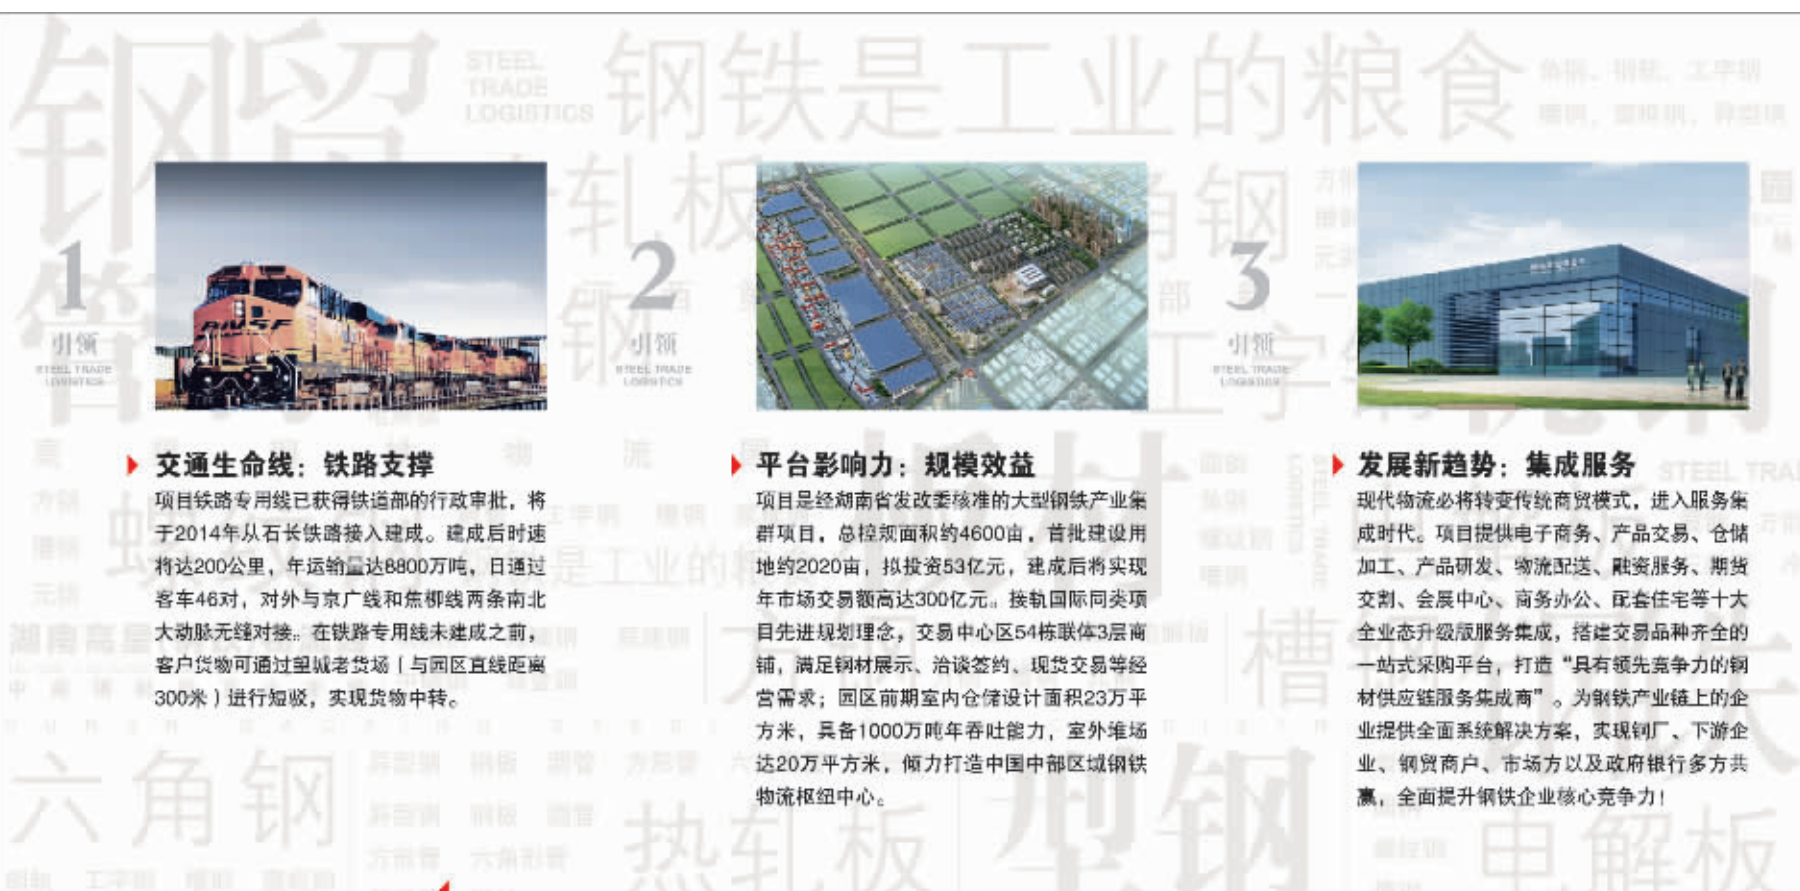 钢贸
STEEL
TRADE
LOGISTICS
钢铁是工业的粮食
1
引领
STEEL TRADE
LOGISTICS
交通生命线：铁路支撑
项目铁路专用线已获得铁道部的行政审批，将
于2014年从石长铁路接入建成。建成后时速
将达200公里，年运输量达8800万吨，日通过
客车46对，对外与京广线和焦柳线两条南北
大动脉无缝对接。在铁路专用线未建成之前，
客户货物可通过望城老货场（与园区直线距离
300米）进行短驳，实现货物中转。
2
引领
STEEL TRADE
LOGISTICS
平台影响力：规模效益
项目是经湖南省发改委核准的大型钢铁产业集
群项目，总控规面积约4600亩，首批建设用
地约2020亩，拟投资53亿元，建成后将实现
年市场交易额高达300亿元。接轨国际同类项
目先进规划理念，交易中心区54栋联体3层商
铺，满足钢材展示、洽谈签约、现货交易等经
营需求；园区前期室内仓储设计面积23万平
方米，具备1000万吨年吞吐能力，室外堆场
达20万平方米，倾力打造中国中部区域钢铁
物流枢纽中心。
3
引领
STEEL TRADE
LOGISTICS
发展新趋势：集成服务
现代物流必将转变传统商贸模式，进入服务集
成时代。项目提供电子商务、产品交易、仓储
加工、产品研发、物流配送、融资服务、期货
交割、会展中心、商务办公、配套住宅等十大
全业态升级版服务集成，搭建交易品种齐全的
一站式采购平台，打造“具有领先竞争力的钢
材供应链服务集成商”。为钢铁产业链上的企
业提供全面系统解决方案，实现钢厂、下游企
业、钢贸商户、市场方以及政府银行多方共
赢，全面提升钢铁企业核心竞争力！
六角钢
热轧板
型钢
电解板